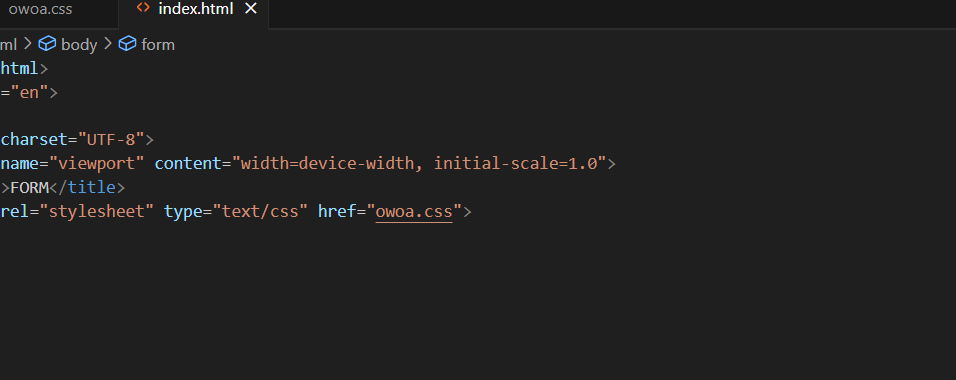 owoa.css index.html
ml > body > form
html>
="en">
charset="UTF-8">
name="viewport" content="width=device-width, initial-scale=1.0">
>FORM</title>
rel="stylesheet" type="text/css" href="owoa.css">